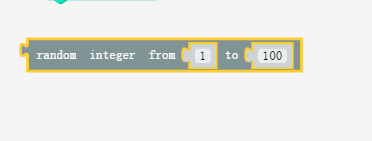 random integer from 1 to 100